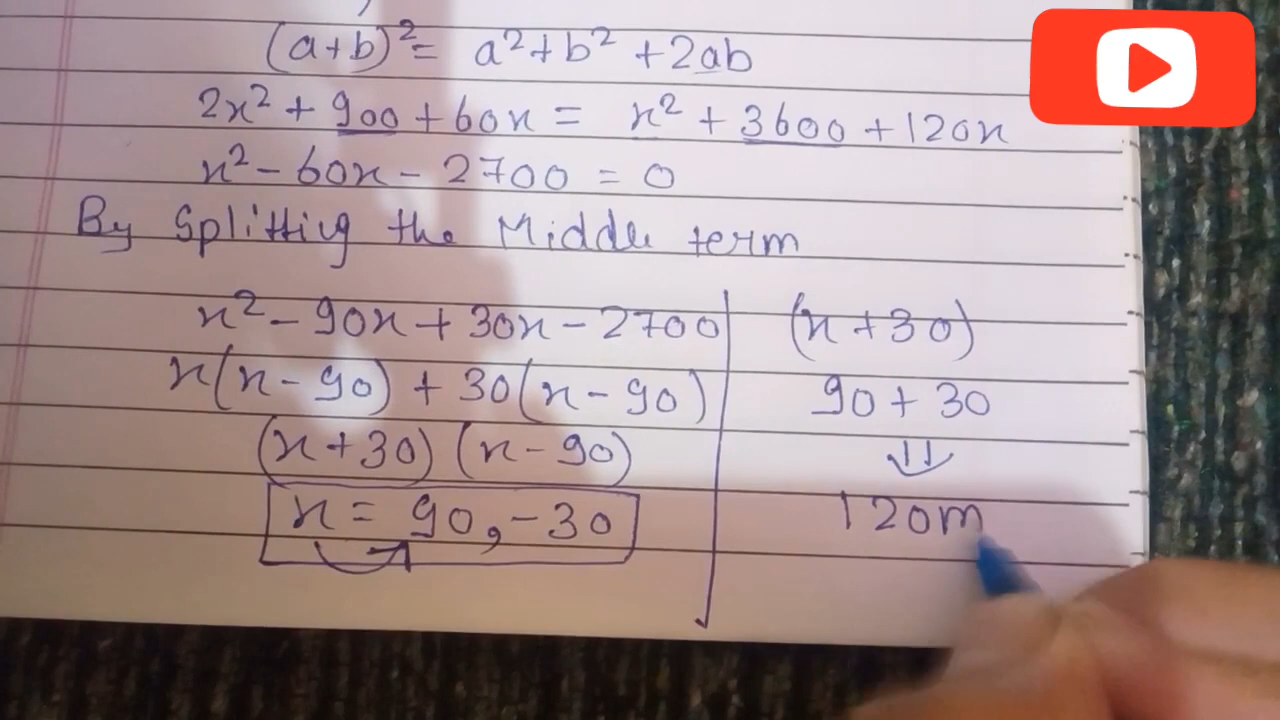 (a+b)²= a²+b²+2ab
2x² + 900 + 60x = x² + 3600 + 120x
x² - 60x - 2700 = 0
By Splitting the Middle term
x² - 90x + 30x - 2700
x(x - 90) + 30(x - 90)
(x+30) (x - 90)
x = 90, -30
(x + 30)
90 + 30
120m